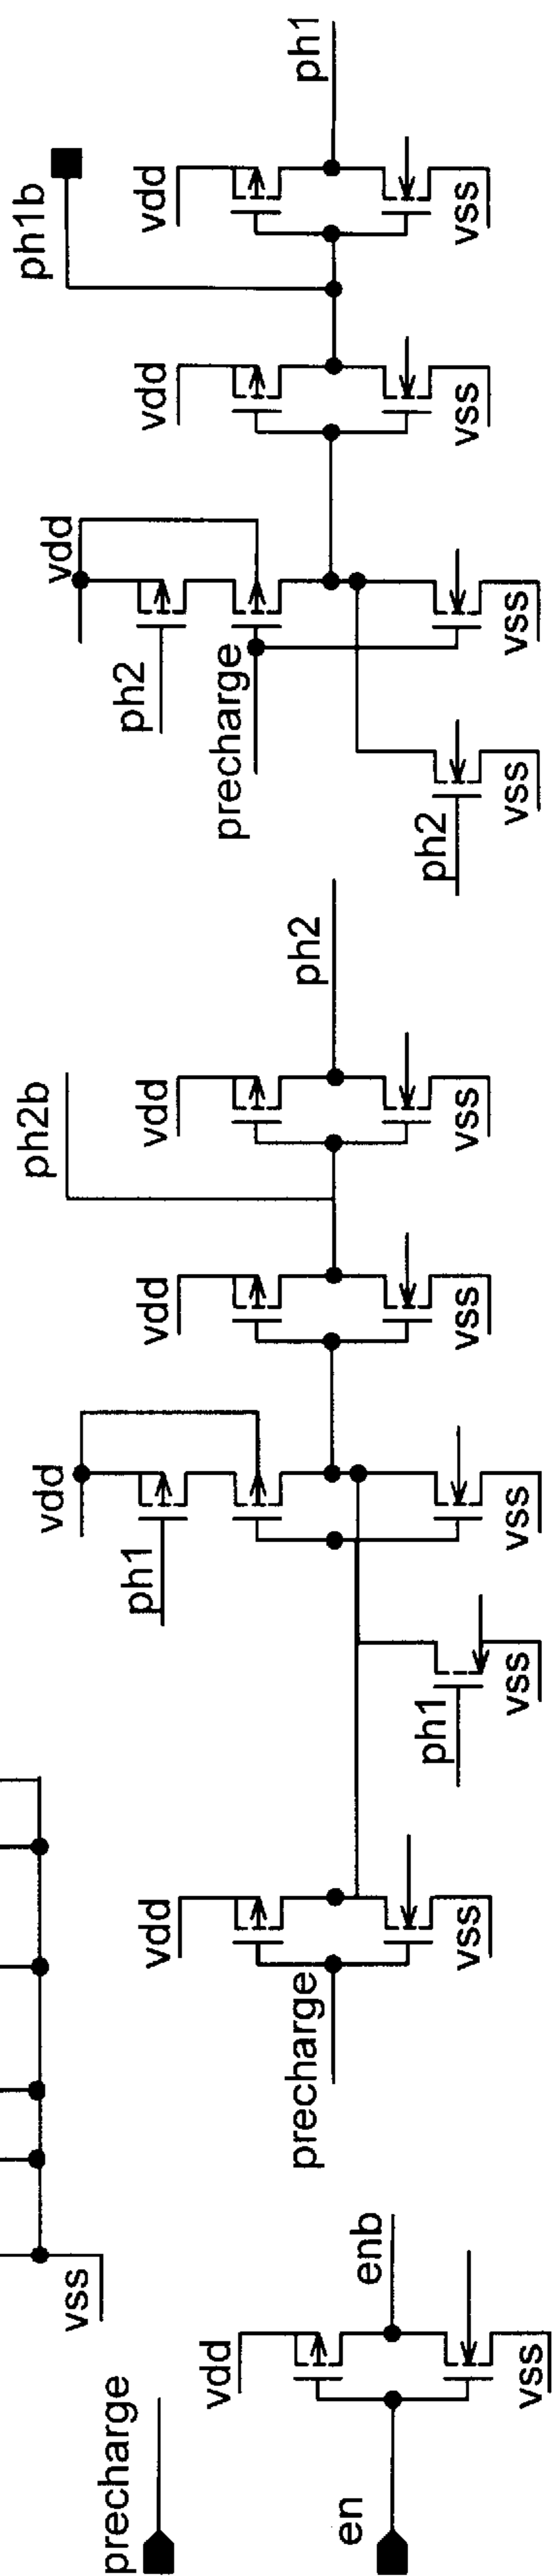 vss
precharge
en
vdd
enb
vss
precharge
vdd
vss
ph1
vss
ph1
vdd
vss
vdd
vss
ph2b
vdd
vss
ph2
ph2
vss
precharge
ph2
vdd
vss
vdd
vss
ph1b
vdd
vss
ph1